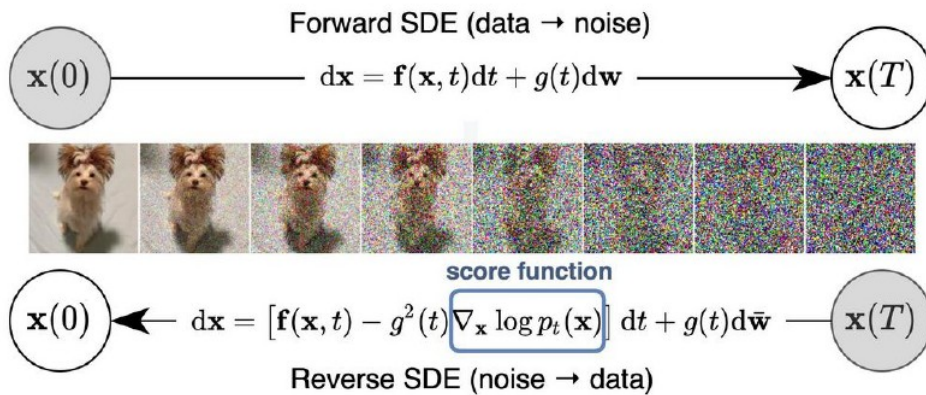 Forward SDE (data → noise)
x(0) dx = f(x, t)dt + g(t)dw x(T)
score function
x(0) dx = [f(x, t) − g²(t)∇ₓ log pₜ(x)] dt + g(t)dw̄ x(T)
Reverse SDE (noise → data)